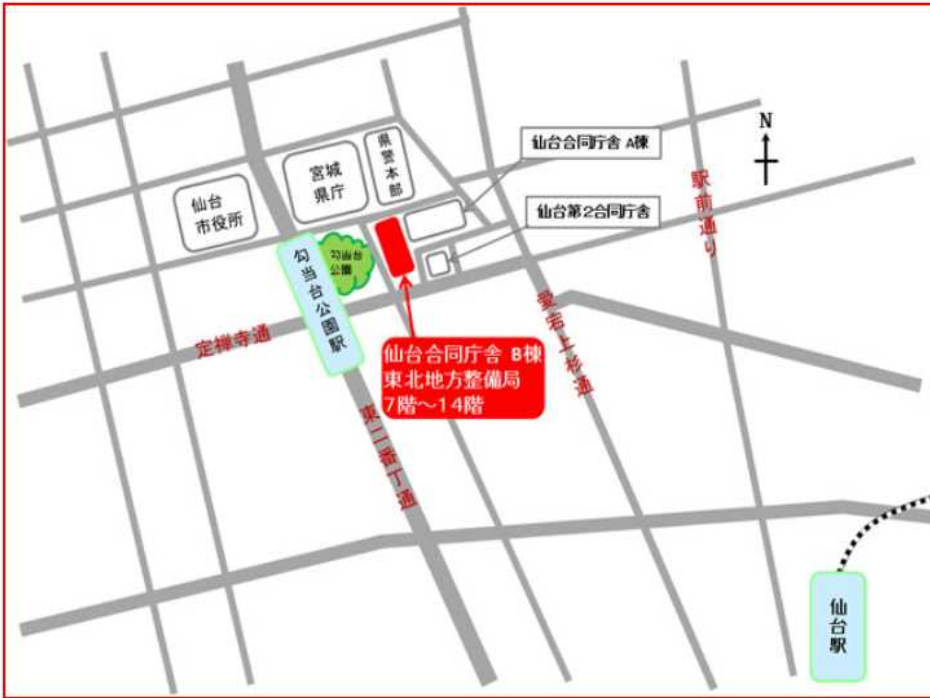 N
仙台合同庁舎 A棟
県警本部
宮城
県庁
仙台
市役所
仙台第2合同庁舎
駅前通り
勾当台
公園
勾当台公園駅
愛宕上杉通
定禅寺通
仙台合同庁舎 B棟
東北地方整備局
7階～14階
東二番丁通
仙台駅